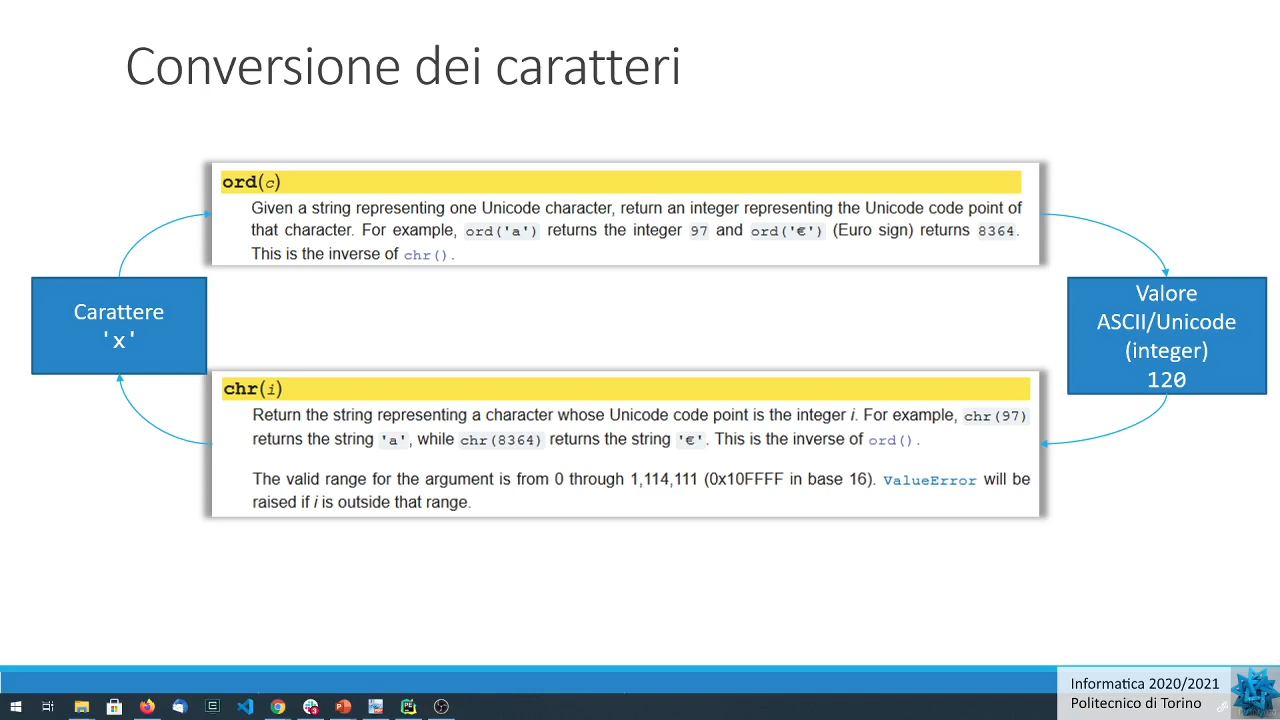 Conversione dei caratteri
ord(c)
Given a string representing one Unicode character, return an integer representing the Unicode code point of
that character. For example, ord('a') returns the integer 97 and ord('€') (Euro sign) returns 8364.
This is the inverse of chr().
Carattere
'x'
Valore
ASCII/Unicode
(integer)
120
chr(i)
Return the string representing a character whose Unicode code point is the integer i. For example, chr(97)
returns the string 'a', while chr(8364) returns the string '€'. This is the inverse of ord().
The valid range for the argument is from 0 through 1,114,111 (0x10FFFF in base 16). ValueError will be
raised if i is outside that range.
Informatica 2020/2021
Politecnico di Torino